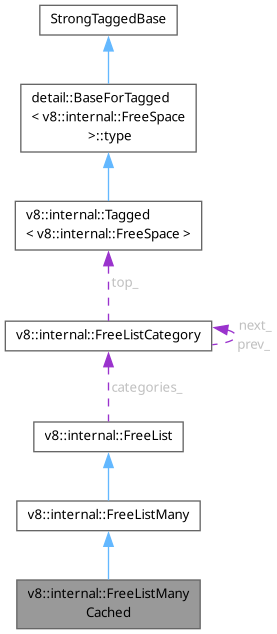 StrongTaggedBase
detail::BaseForTagged
< v8::internal::FreeSpace
>::type
v8::internal::Tagged
< v8::internal::FreeSpace >
top_
v8::internal::FreeListCategory
next_
prev_
categories_
v8::internal::FreeList
v8::internal::FreeListMany
v8::internal::FreeListMany
Cached